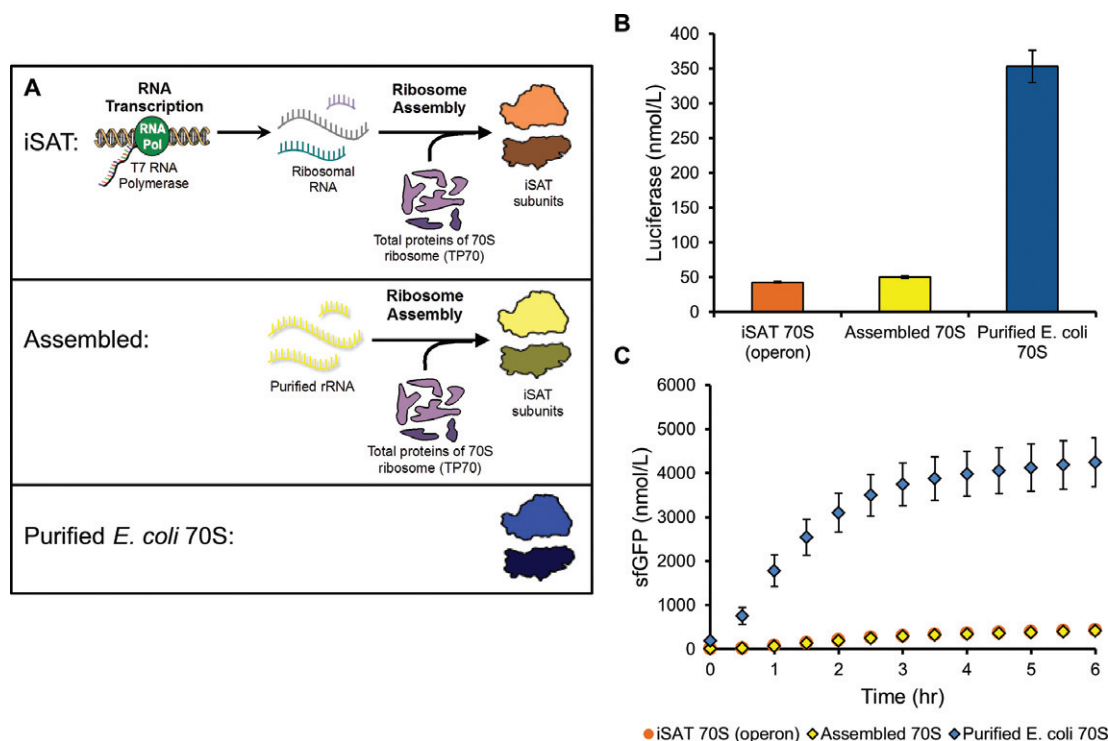 A
RNA
Transcription
Ribosome
Assembly
iSAT:
RNA
Pol
T7 RNA
Polymerase
Ribosomal
RNA
iSAT
subunits
Total proteins of 70S
ribosome (TP70)
Assembled:
Ribosome
Assembly
Purified rRNA
iSAT
subunits
Total proteins of 70S
ribosome (TP70)
Purified E. coli 70S:
B
Luciferase (nmol/L)
400
350
300
250
200
150
100
50
0
iSAT 70S
(operon)
Assembled 70S
Purified E. coli
70S
C
sfGFP (nmol/L)
6000
5000
4000
3000
2000
1000
0
0 1 2 3 4 5 6
Time (hr)
iSAT 70S (operon) Assembled 70S Purified E. coli 70S